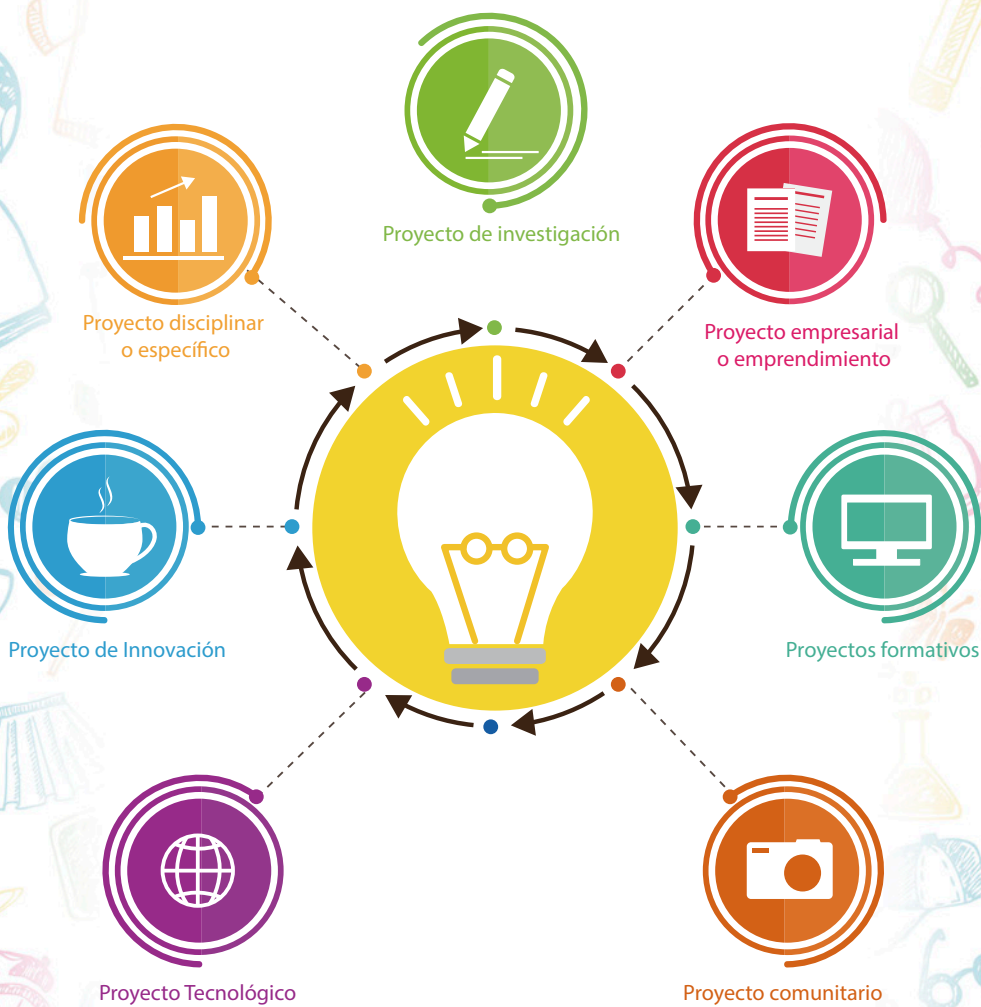 Proyecto de investigación
Proyecto disciplinar
o específico
Proyecto empresarial
o emprendimiento
Proyecto de Innovación
Proyectos formativos
Proyecto Tecnológico
Proyecto comunitario